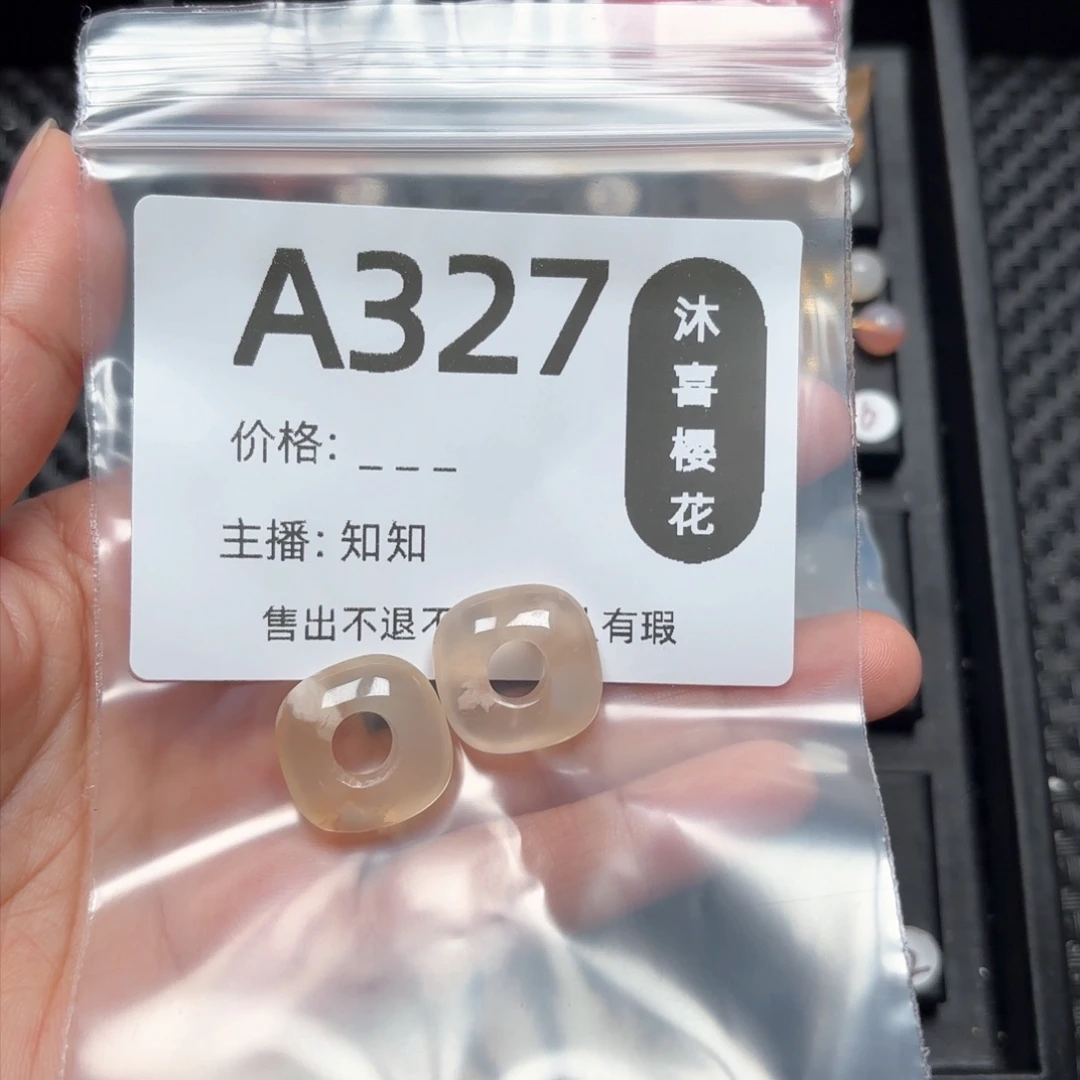 A327
沐喜樱花
价格: _ _ _
主播: 知知
售出不退不
有瑕